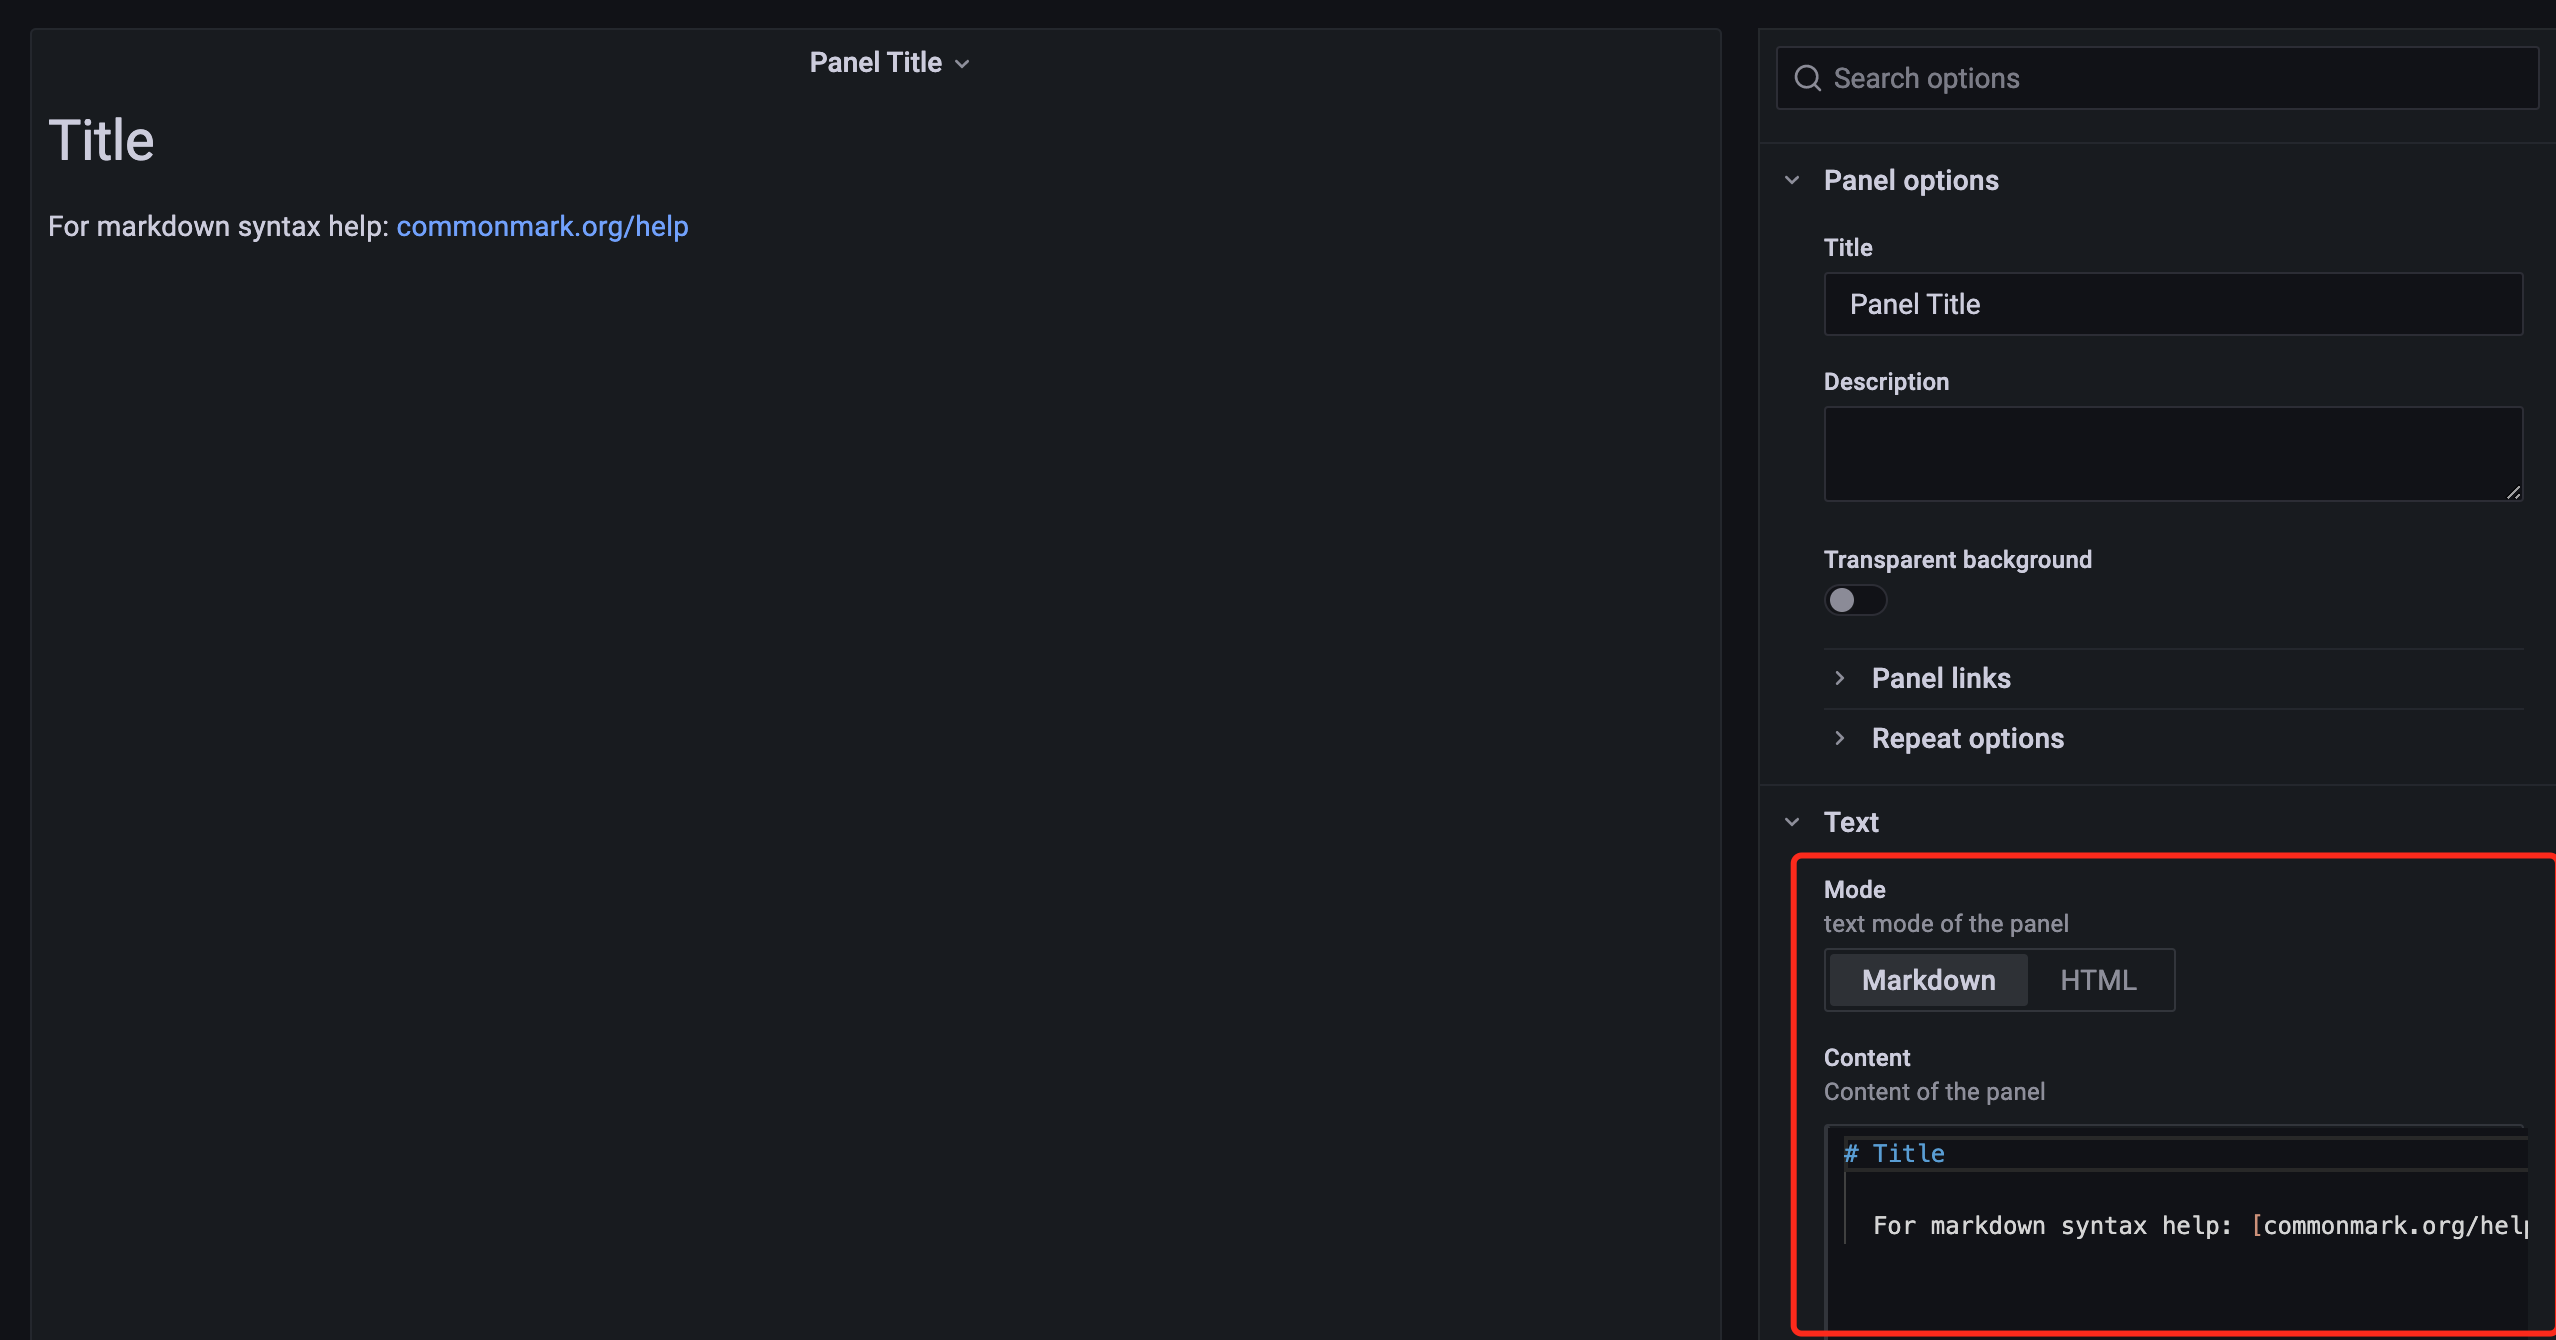 Panel Title
Title
For markdown syntax help: commonmark.org/help
Search options
Panel options
Title
Panel Title
Description
Transparent background
Panel links
Repeat options
Text
Mode
text mode of the panel
Markdown HTML
Content
Content of the panel
# Title
For markdown syntax help: [commonmark.org/help